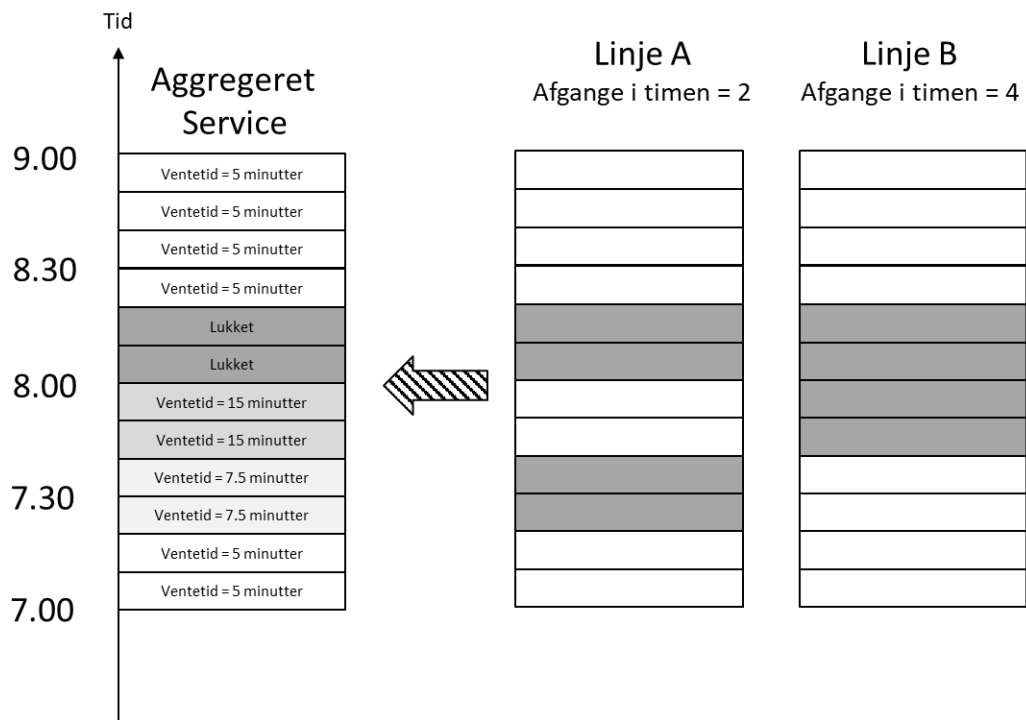 Tid
Aggregeret
Service
Linje A
Afgange i timen = 2
Linje B
Afgange i timen = 4
9.00
Ventetid = 5 minutter
Ventetid = 5 minutter
Ventetid = 5 minutter
8.30
Ventetid = 5 minutter
Lukket
Lukket
8.00
Ventetid = 15 minutter
Ventetid = 15 minutter
Ventetid = 7.5 minutter
7.30
Ventetid = 7.5 minutter
Ventetid = 5 minutter
Ventetid = 5 minutter
7.00